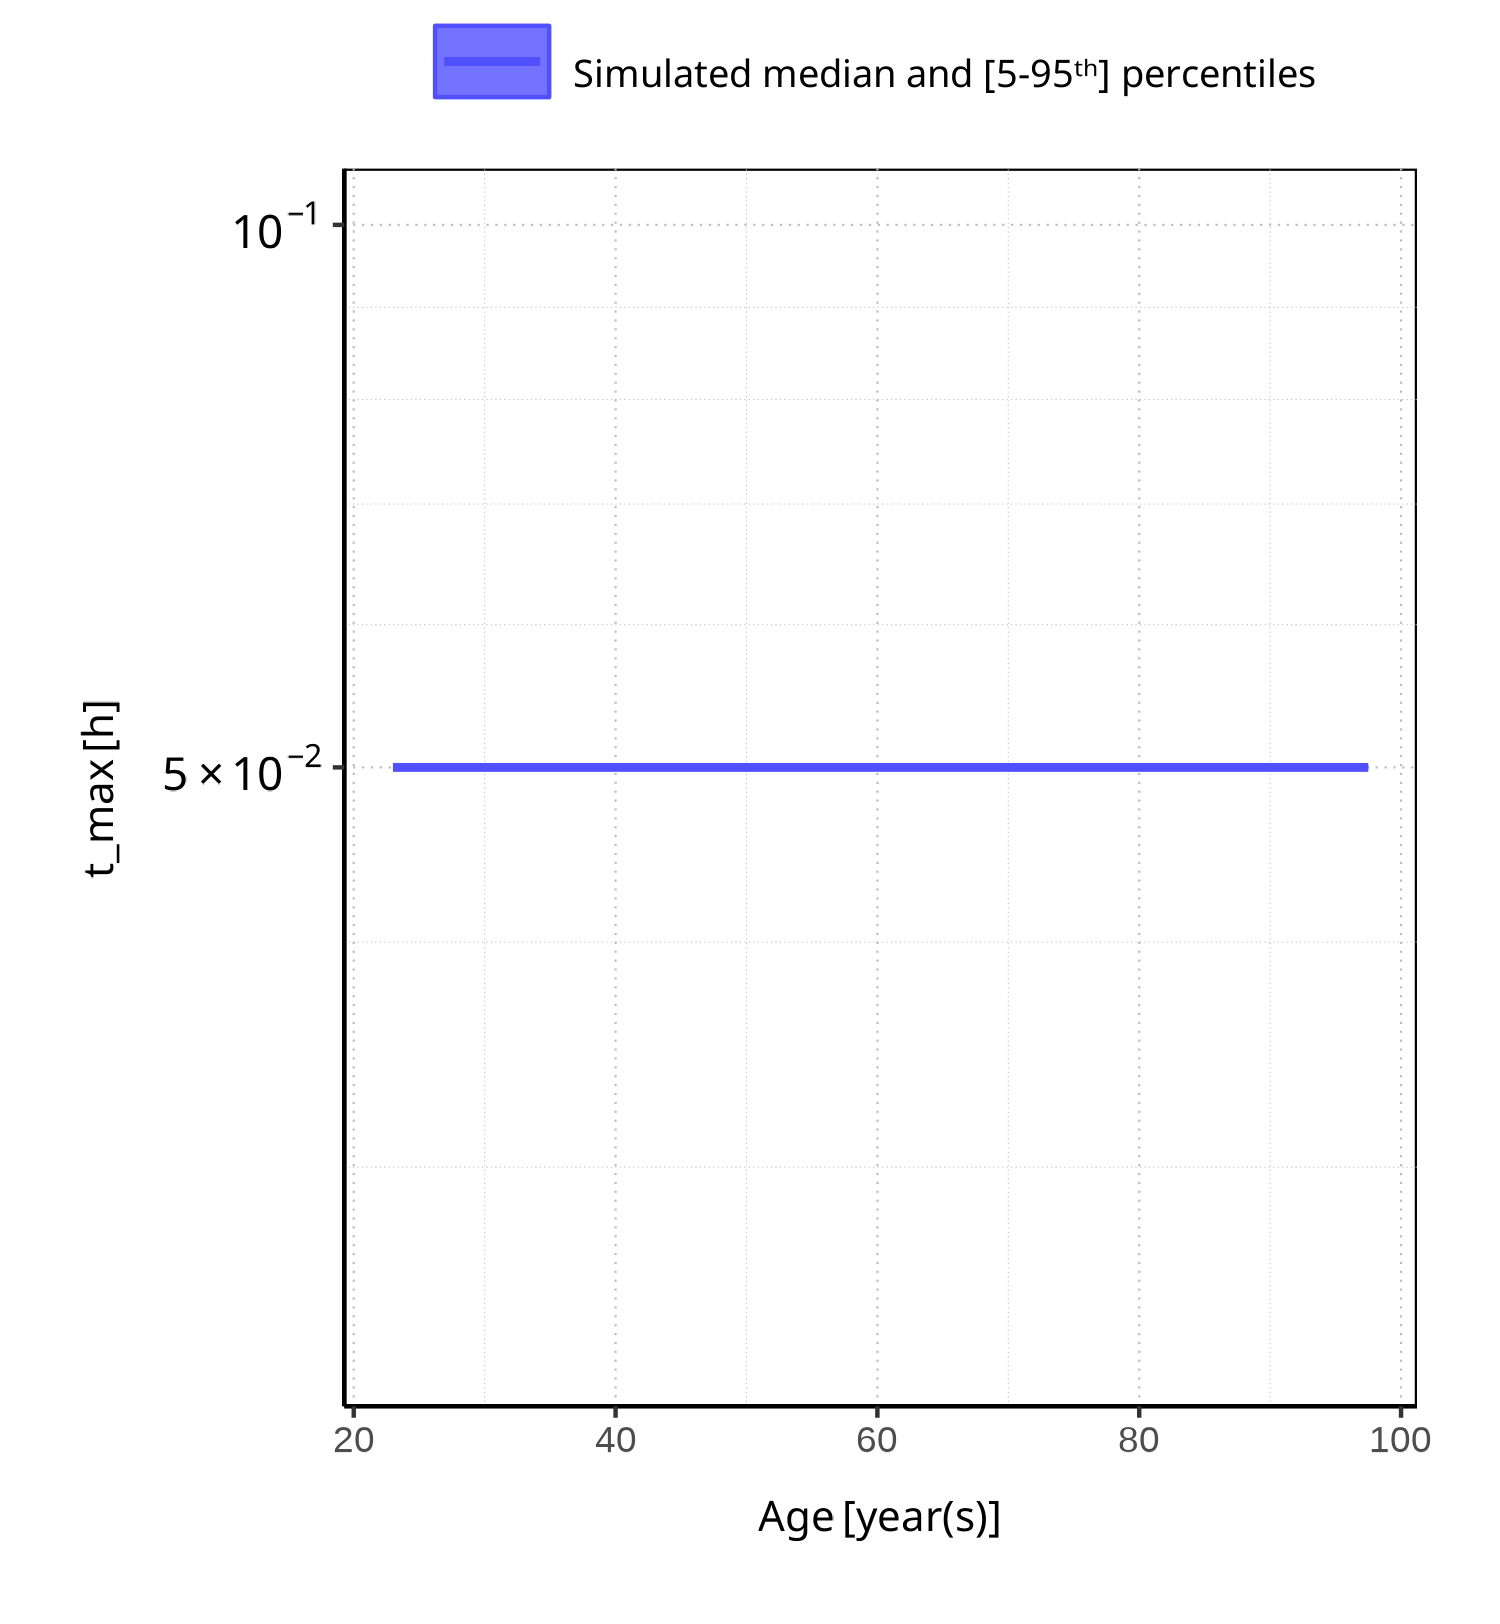 Simulated median and [5-95ᵗʰ] percentiles
10⁻¹
5 × 10⁻²
t_max [h]
20 40 60 80 100
Age [year(s)]